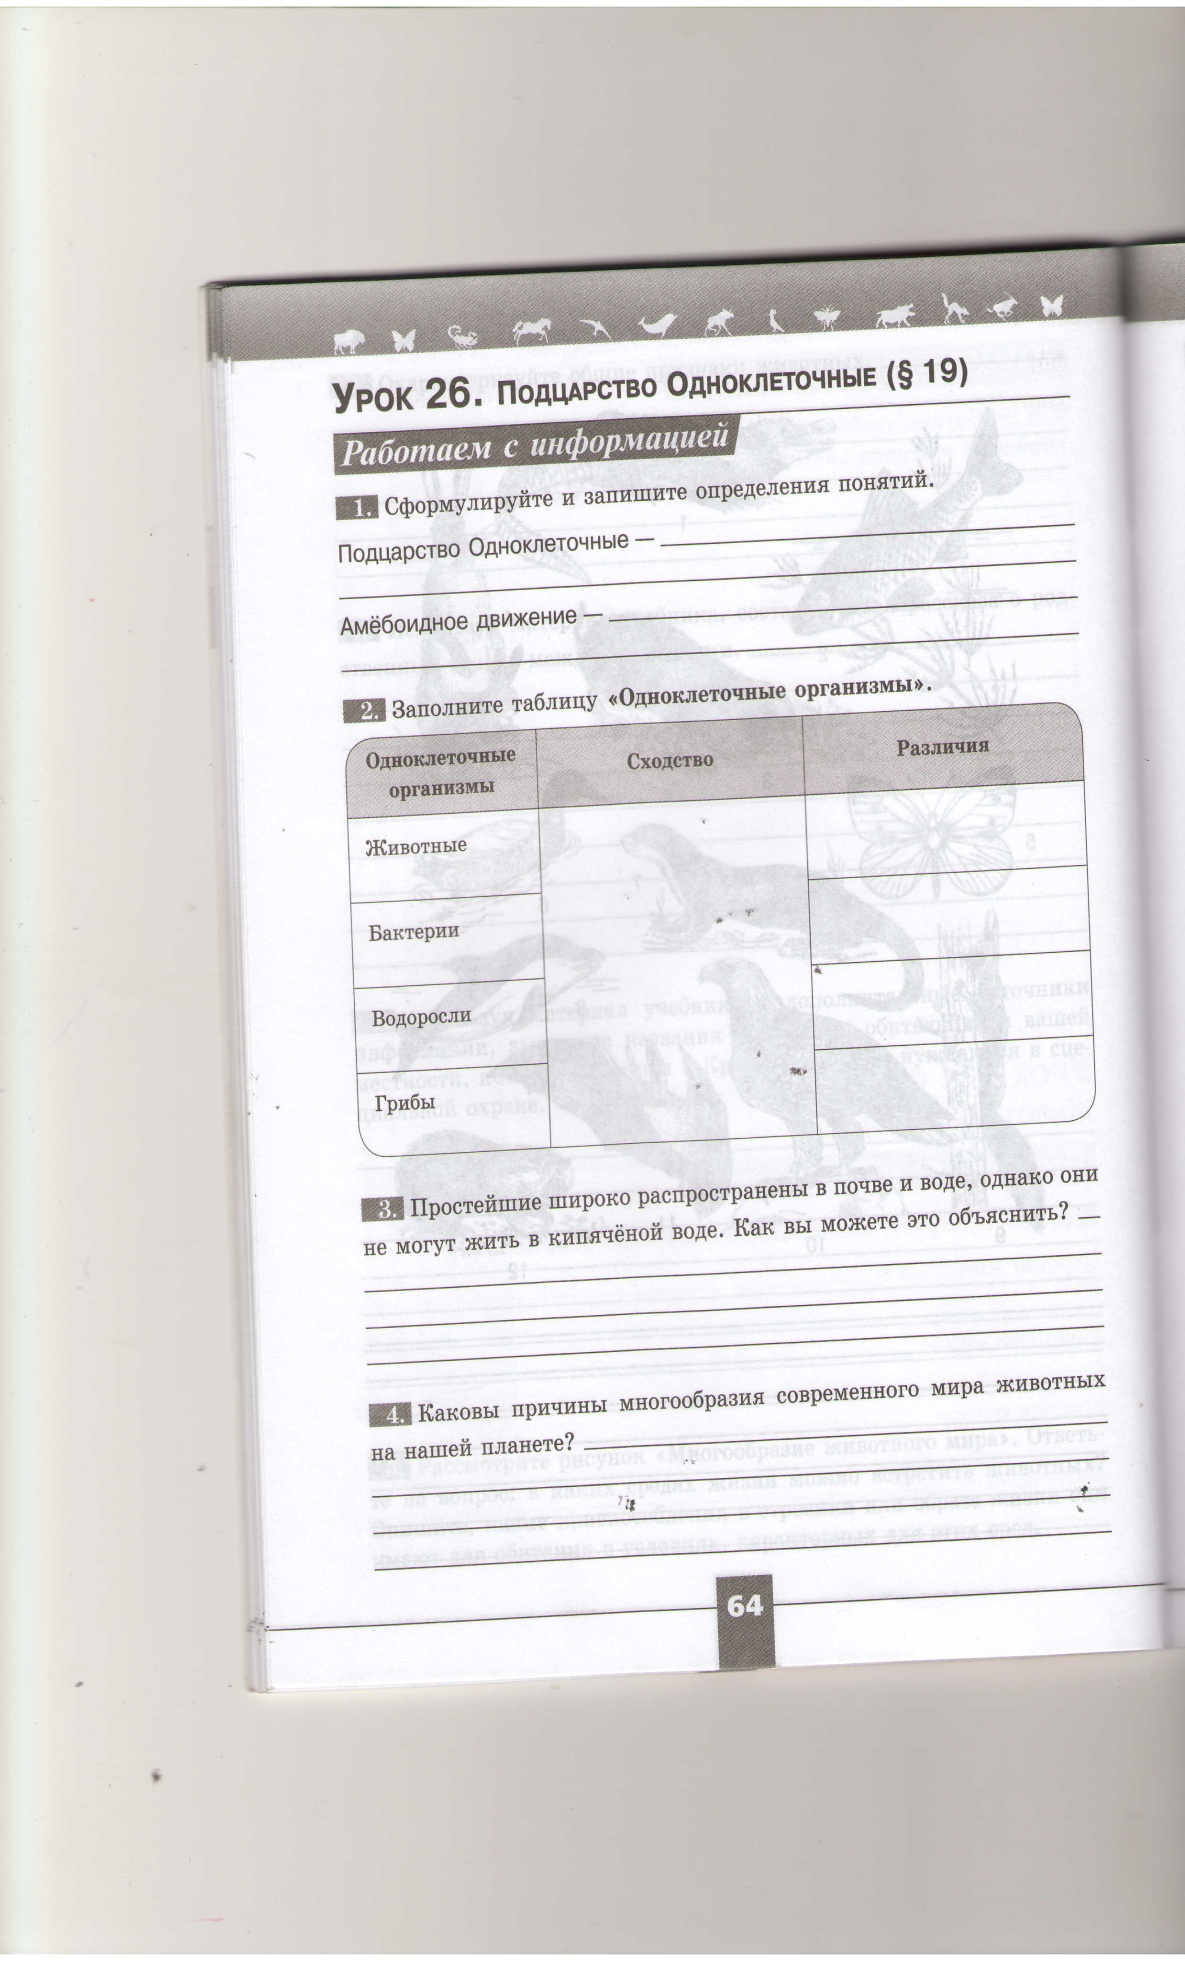 Урок 26. Подцарство Одноклеточные (§ 19)
Работаем с информацией
1. Сформулируйте и запишите определения понятий.
Подцарство Одноклеточные —
Амёбоидное движение —
2. Заполните таблицу «Одноклеточные организмы».
Одноклеточные
организмы
Сходство
Различия
Животные
Бактерии
Водоросли
Грибы
3. Простейшие широко распространены в почве и воде, однако они
не могут жить в кипячёной воде. Как вы можете это объяснить?
4. Каковы причины многообразия современного мира животных
на нашей планете?
64